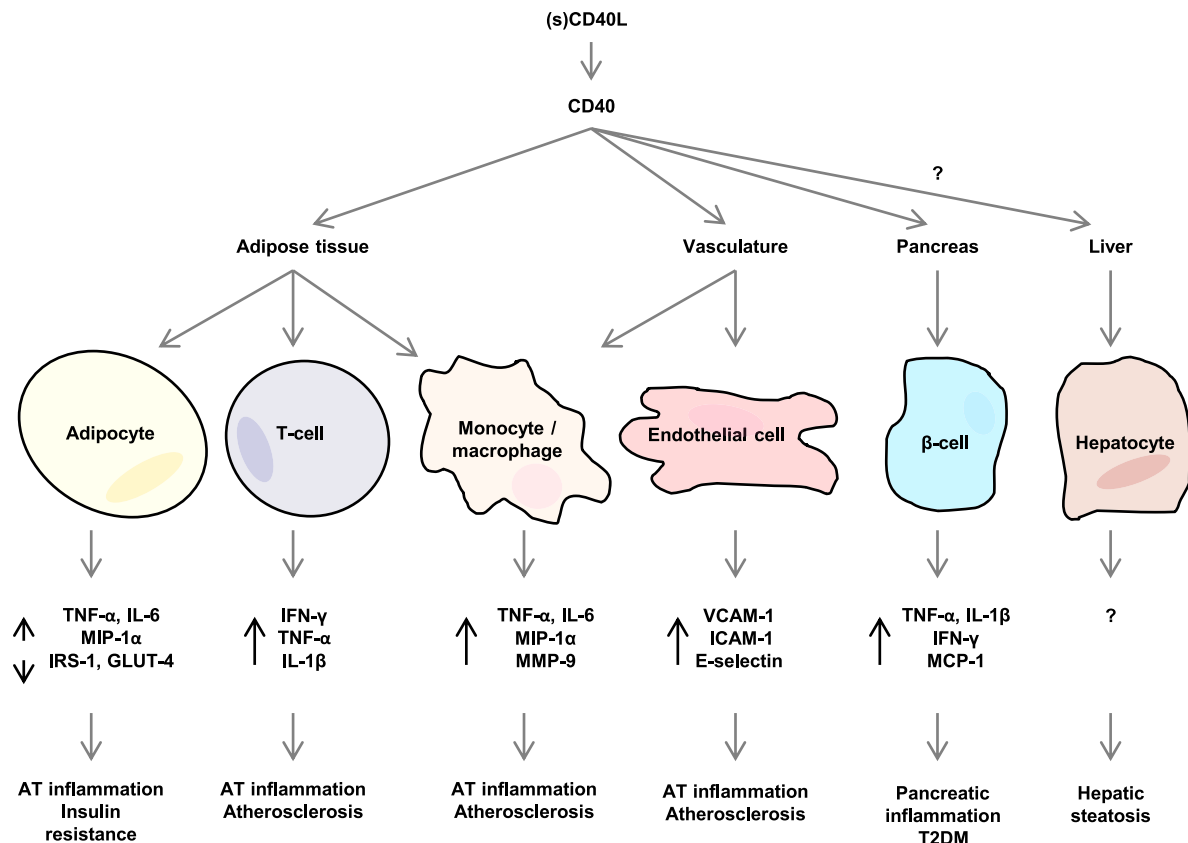 (s)CD40L
CD40
?
Adipose tissue
Vasculature
Pancreas
Liver
Adipocyte
T-cell
Monocyte /
macrophage
Endothelial cell
β-cell
Hepatocyte
TNF-α, IL-6
MIP-1α
IRS-1, GLUT-4
IFN-γ
TNF-α
IL-1β
TNF-α, IL-6
MIP-1α
MMP-9
VCAM-1
ICAM-1
E-selectin
TNF-α, IL-1β
IFN-γ
MCP-1
?
AT inflammation
Insulin
resistance
AT inflammation
Atherosclerosis
AT inflammation
Atherosclerosis
AT inflammation
Atherosclerosis
Pancreatic
inflammation
T2DM
Hepatic
steatosis